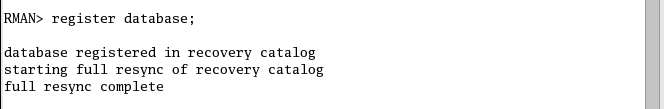 RMAN> register database;
database registered in recovery catalog
starting full resync of recovery catalog
full resync complete